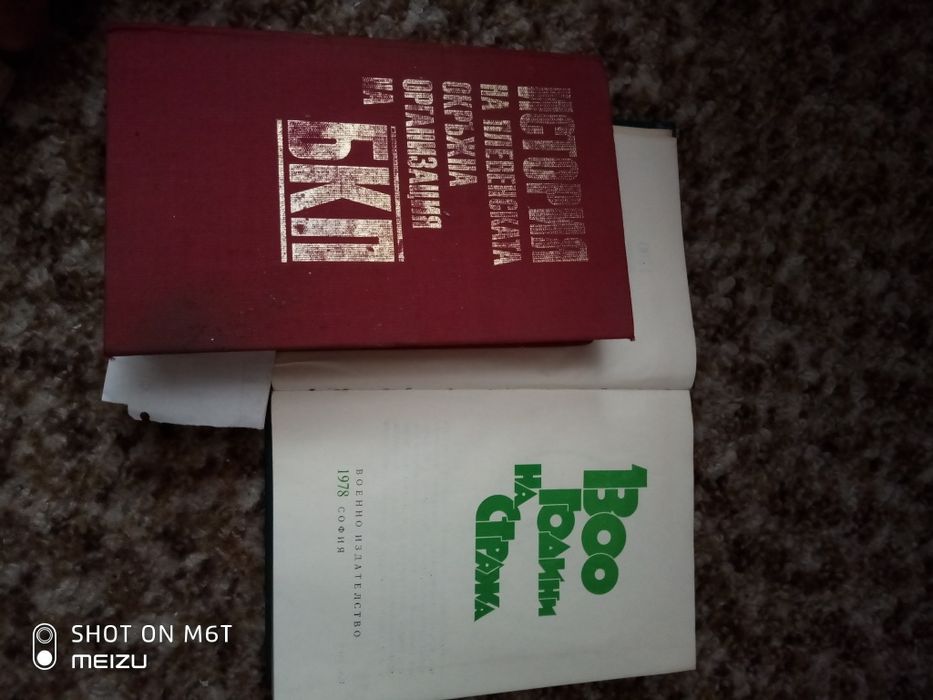 ИСТОРИЯ
НА ПЛЕВЕНСКАТА
ОКРЪЖНА
ОРГАНИЗАЦИЯ
НА
БКП
1300
ГОДИНИ
НА
СТРАЖА
ВОЕННО ИЗДАТЕЛСТВО
1978 СОФИЯ
SHOT ON M6T
MEIZU